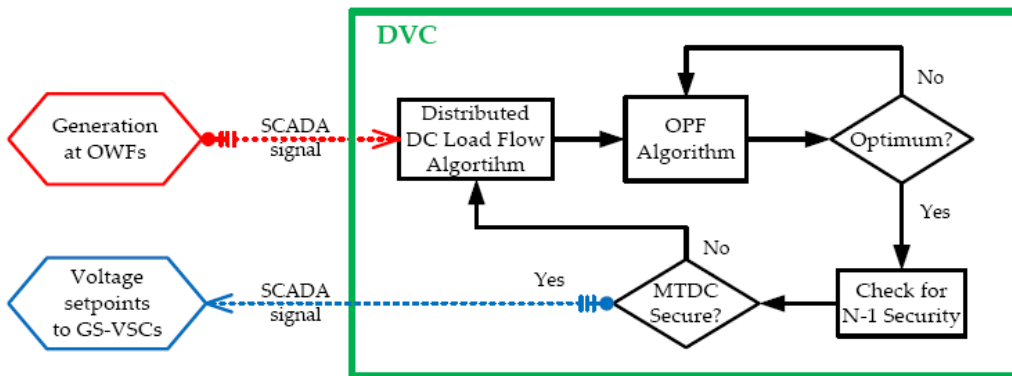 DVC
Generation
at OWFs
SCADA
signal
Distributed
DC Load Flow
Algortihm
OPF
Algorithm
No
Optimum?
Yes
Check for
N-1 Security
MTDC
Secure?
No
Yes
SCADA
signal
Voltage
setpoints
to GS-VSCs